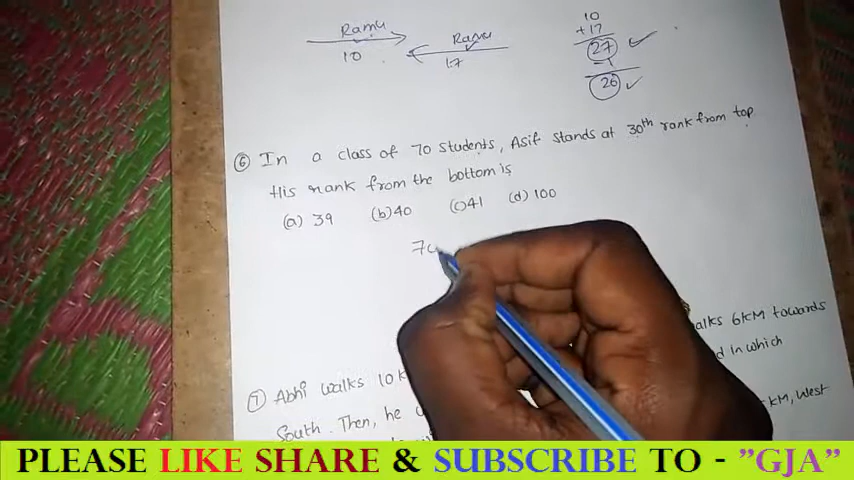 Ramu
10
Ramu
17
10
+17
27
-1
26
6 In a class of 70 students, Asif stands at 30th rank from top
His rank from the bottom is
(a) 39 (b) 40 (c) 41 (d) 100
7 Abhi walks 10 K walks 6KM towards
South. Then, he in which
KM, West
PLEASE LIKE SHARE & SUBSCRIBE TO - "GJA"